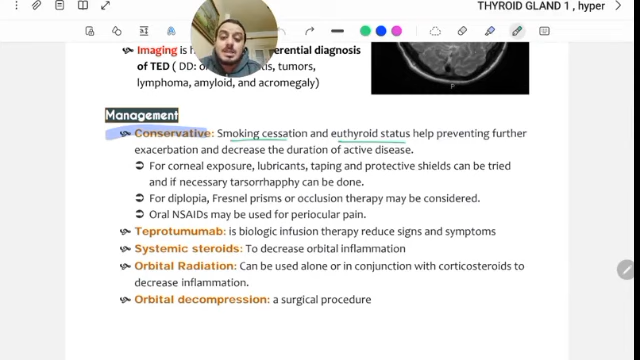 THYROID GLAND 1 , hyper
Imaging is h ferential diagnosis
of TED ( DD: or tis, tumors,
lymphoma, amyloid, and acromegaly)
P
Management
Conservative: Smoking cessation and euthyroid status help preventing further
exacerbation and decrease the duration of active disease.
For corneal exposure, lubricants, taping and protective shields can be tried
and if necessary tarsorrhaphy can be done.
For diplopia, Fresnel prisms or occlusion therapy may be considered.
Oral NSAIDs may be used for periocular pain.
Teprotumumab: is biologic infusion therapy reduce signs and symptoms
Systemic steroids: To decrease orbital inflammation
Orbital Radiation: Can be used alone or in conjunction with corticosteroids to
decrease inflammation.
Orbital decompression: a surgical procedure